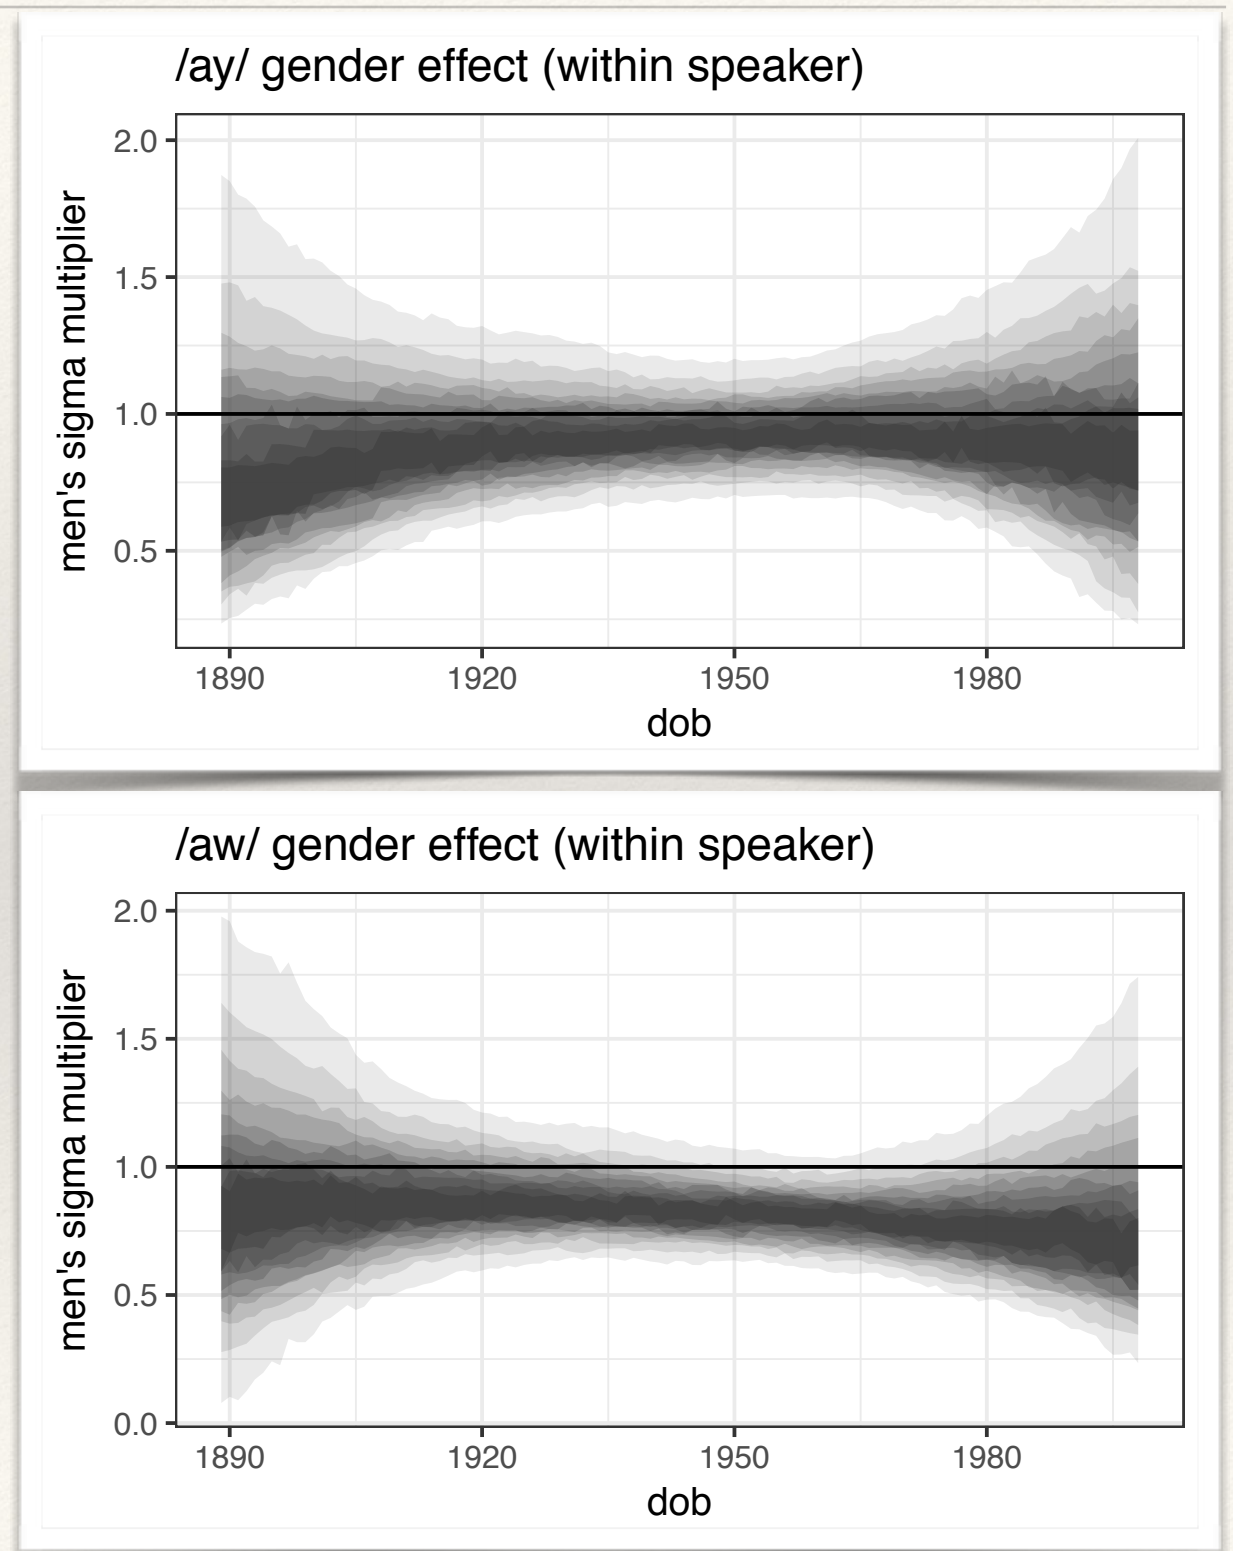 /ay/ gender effect (within speaker)
men's sigma multiplier
2.0
1.5
1.0
0.5
1890 1920 1950 1980
dob
/aw/ gender effect (within speaker)
men's sigma multiplier
2.0
1.5
1.0
0.5
0.0
1890 1920 1950 1980
dob